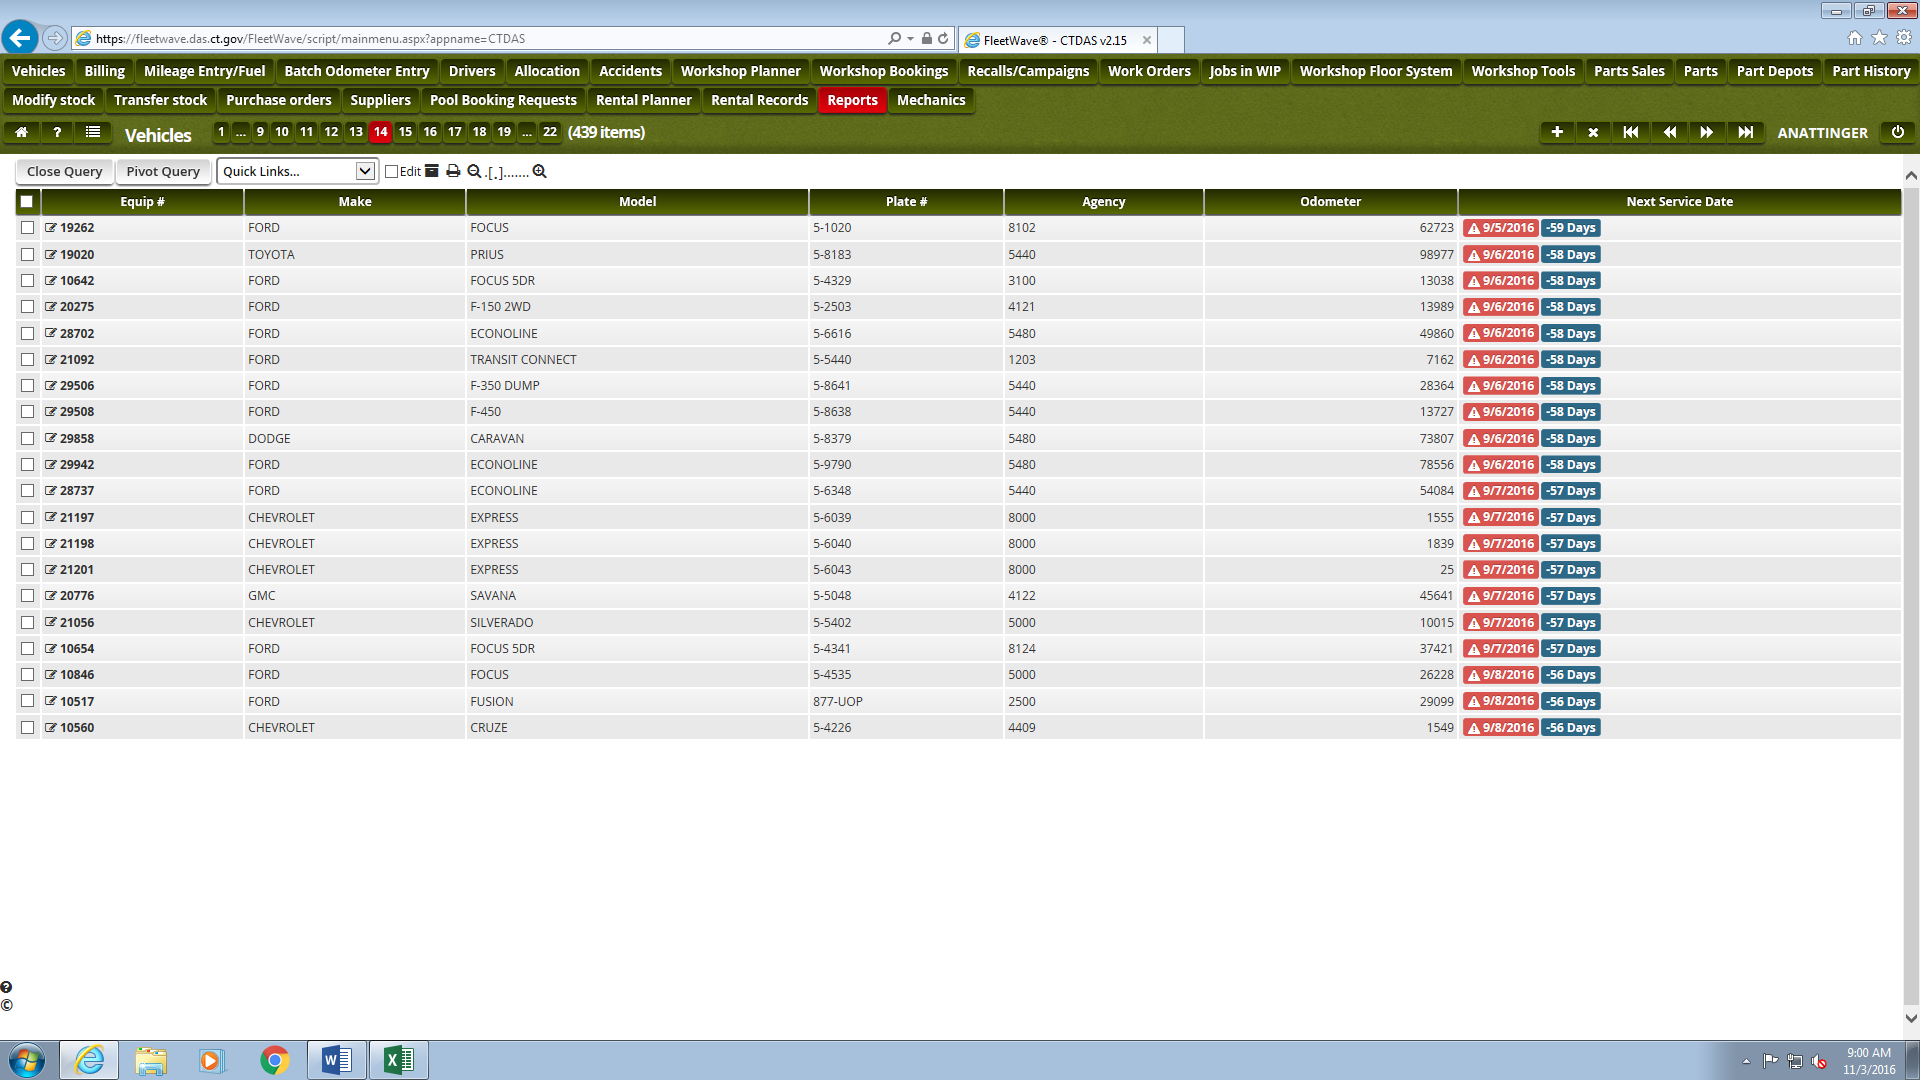 https://fleetwave.das.ct.gov/FleetWave/script/mainmenu.aspx?appname=CTDAS
FleetWave® - CTDAS v2.15
Vehicles Billing Mileage Entry/Fuel Batch Odometer Entry Drivers Allocation Accidents Workshop Planner Workshop Bookings Recalls/Campaigns Work Orders Jobs in WIP Workshop Floor System Workshop Tools Parts Sales Parts Part Depots Part History
Modify stock Transfer stock Purchase orders Suppliers Pool Booking Requests Rental Planner Rental Records Reports Mechanics
? Vehicles 1 ... 9 10 11 12 13 14 15 16 17 18 19 ... 22 (439 items) ANATTINGER
Close Query Pivot Query Quick Links... Edit .[.].......
Equip # Make Model Plate # Agency Odometer Next Service Date
19262 FORD FOCUS 5-1020 8102 62723 9/5/2016 -59 Days
19020 TOYOTA PRIUS 5-8183 5440 98977 9/6/2016 -58 Days
10642 FORD FOCUS 5DR 5-4329 3100 13038 9/6/2016 -58 Days
20275 FORD F-150 2WD 5-2503 4121 13989 9/6/2016 -58 Days
28702 FORD ECONOLINE 5-6616 5480 49860 9/6/2016 -58 Days
21092 FORD TRANSIT CONNECT 5-5440 1203 7162 9/6/2016 -58 Days
29506 FORD F-350 DUMP 5-8641 5440 28364 9/6/2016 -58 Days
29508 FORD F-450 5-8638 5440 13727 9/6/2016 -58 Days
29858 DODGE CARAVAN 5-8379 5480 73807 9/6/2016 -58 Days
29942 FORD ECONOLINE 5-9790 5480 78556 9/6/2016 -58 Days
28737 FORD ECONOLINE 5-6348 5440 54084 9/7/2016 -57 Days
21197 CHEVROLET EXPRESS 5-6039 8000 1555 9/7/2016 -57 Days
21198 CHEVROLET EXPRESS 5-6040 8000 1839 9/7/2016 -57 Days
21201 CHEVROLET EXPRESS 5-6043 8000 25 9/7/2016 -57 Days
20776 GMC SAVANA 5-5048 4122 45641 9/7/2016 -57 Days
21056 CHEVROLET SILVERADO 5-5402 5000 10015 9/7/2016 -57 Days
10654 FORD FOCUS 5DR 5-4341 8124 37421 9/7/2016 -57 Days
10846 FORD FOCUS 5-4535 5000 26228 9/8/2016 -56 Days
10517 FORD FUSION 877-UOP 2500 29099 9/8/2016 -56 Days
10560 CHEVROLET CRUZE 5-4226 4409 1549 9/8/2016 -56 Days
?
©
9:00 AM
11/3/2016